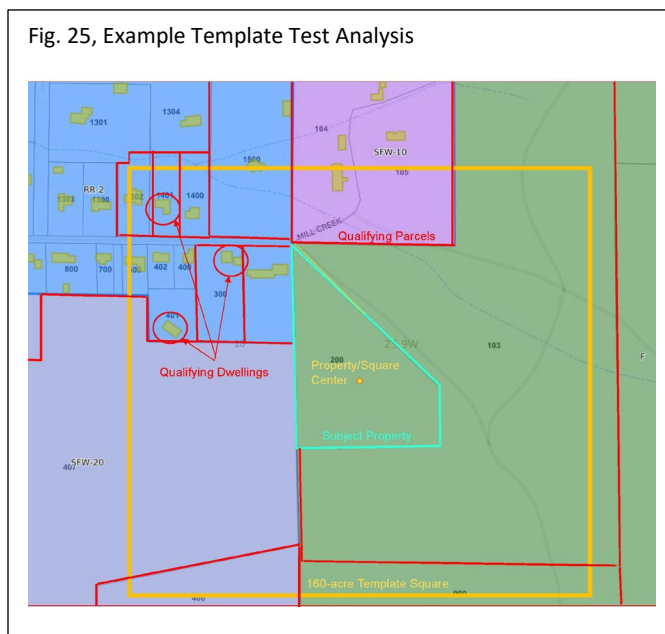 Fig. 25, Example Template Test Analysis
1301
1304
104
SFW-10
105
1500
RR-2
1303
1300
1302
1401
1400
MILL CREEK
Qualifying Parcels
800
700
500
402
400
300
401
Qualifying Dwellings
200
103
Property/Square
Center
F
Subject Property
SFW-20
407
160-acre Template Square